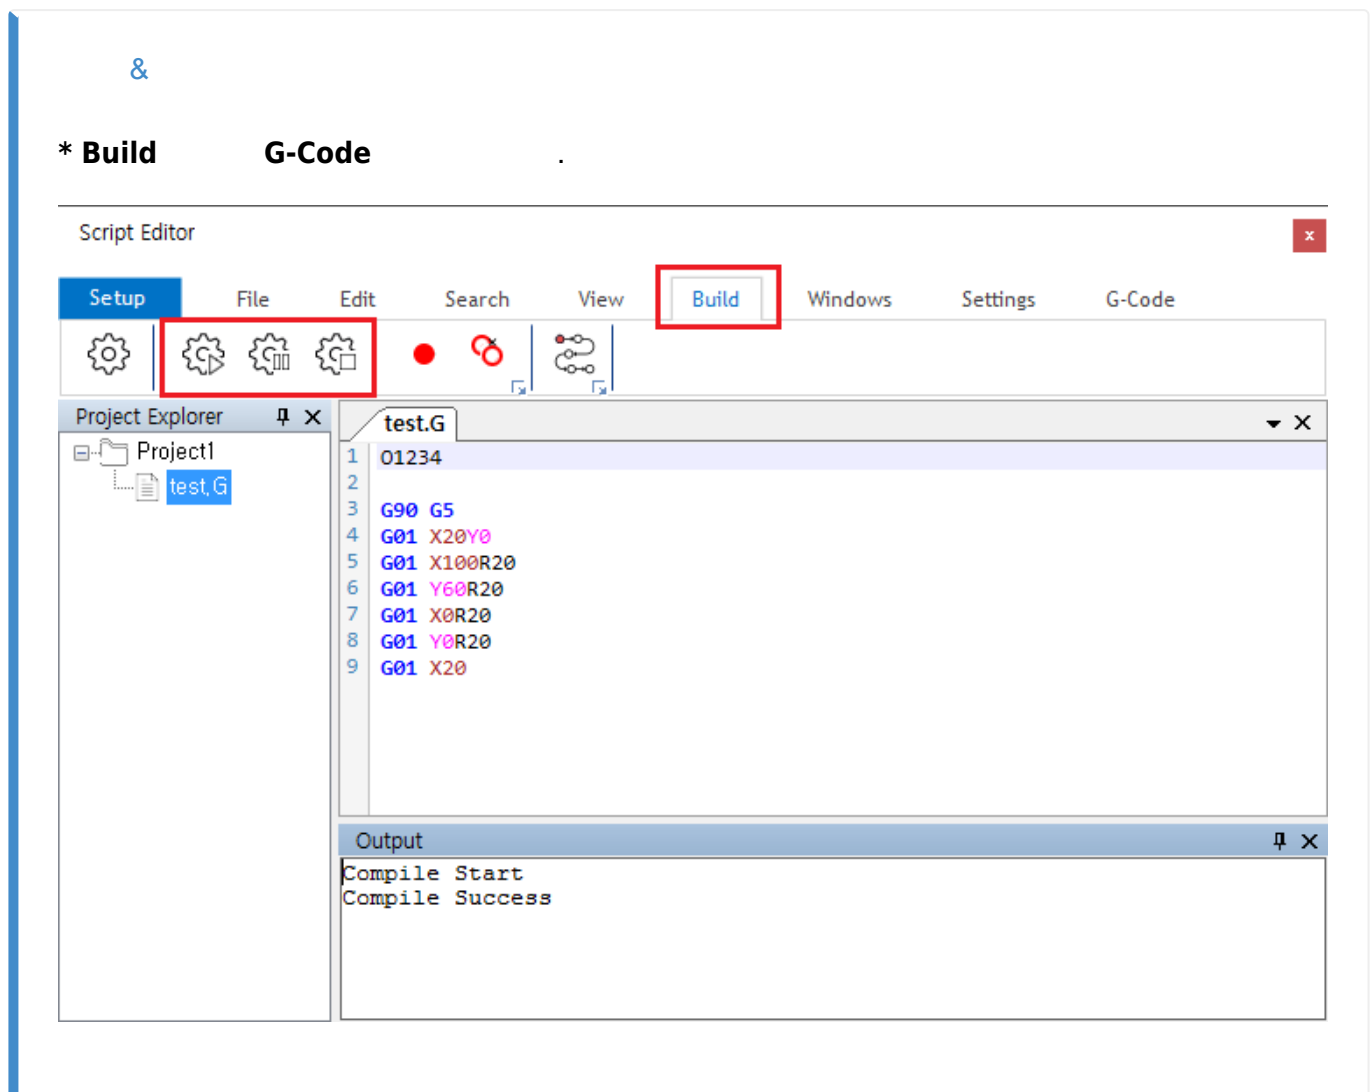 &
* Build G-Code .
Script Editor
Setup File Edit Search View Build Windows Settings G-Code
Project Explorer
Project1
test.G
test.G
1 O1234
2
3 G90 G5
4 G01 X20Y0
5 G01 X100R20
6 G01 Y60R20
7 G01 X0R20
8 G01 Y0R20
9 G01 X20
Output
Compile Start
Compile Success